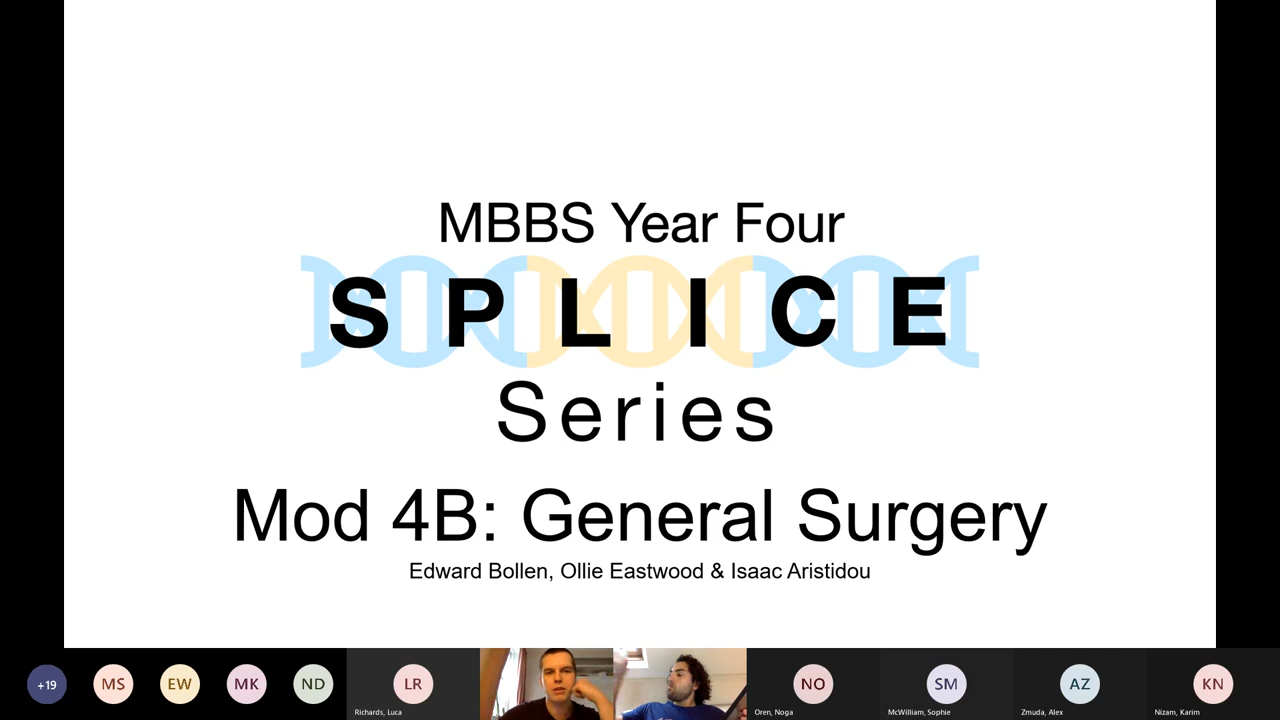 MBBS Year Four
S P L I C E
Series
Mod 4B: General Surgery
Edward Bollen, Ollie Eastwood & Isaac Aristidou
+19
MS
EW
MK
ND
LR
NO
SM
AZ
KN
Richards, Luca
Oren, Noga
McWilliam, Sophie
Zmuda, Alex
Nizam, Karim